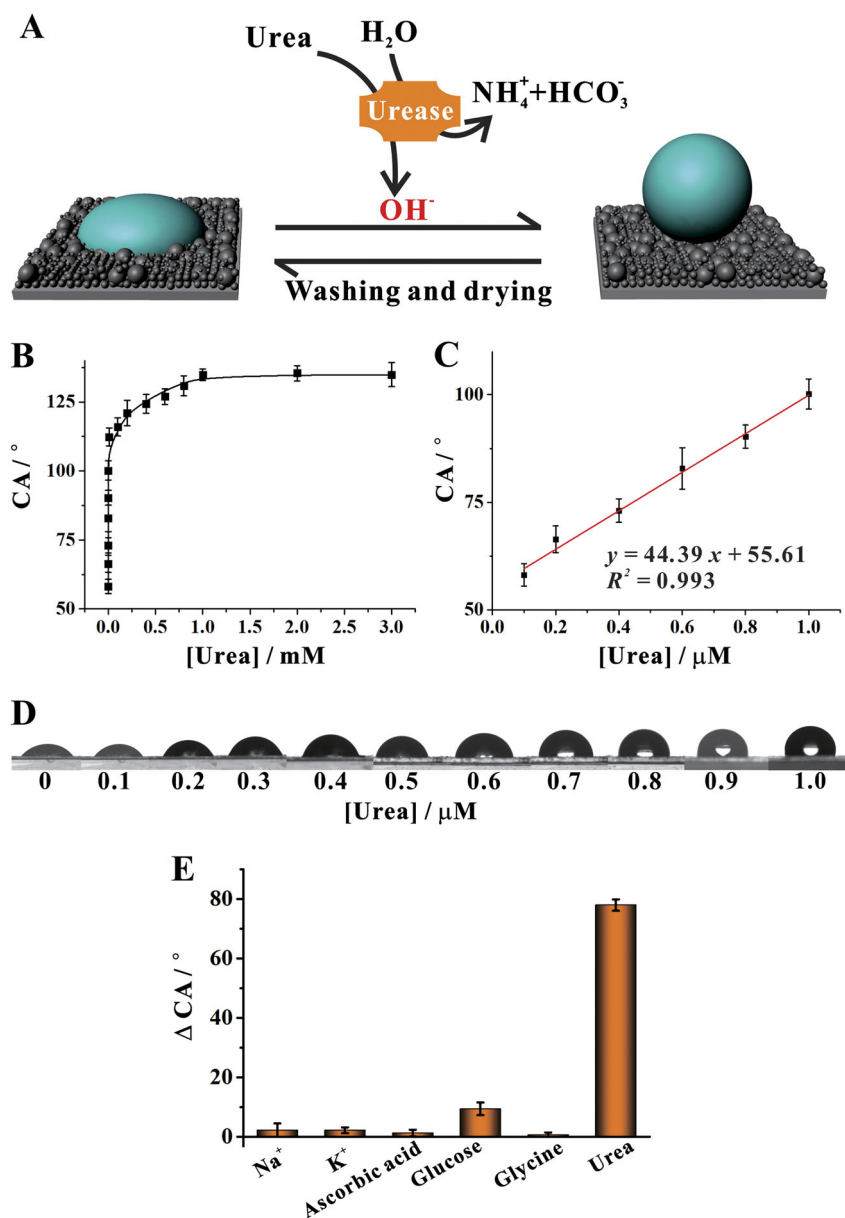 A
Urea
H₂O
Urease
NH₄⁺+HCO₃⁻
OH⁻
Washing and drying
B
CA / °
125
100
75
50
0.0 0.5 1.0 1.5 2.0 2.5 3.0
[Urea] / mM
C
CA / °
100
75
50
y = 44.39 x + 55.61
R² = 0.993
0.0 0.2 0.4 0.6 0.8 1.0
[Urea] / μM
D
0 0.1 0.2 0.3 0.4 0.5 0.6 0.7 0.8 0.9 1.0
[Urea] / μM
E
Δ CA / °
80
60
40
20
0
Na⁺ K⁺ Ascorbic acid Glucose Glycine Urea